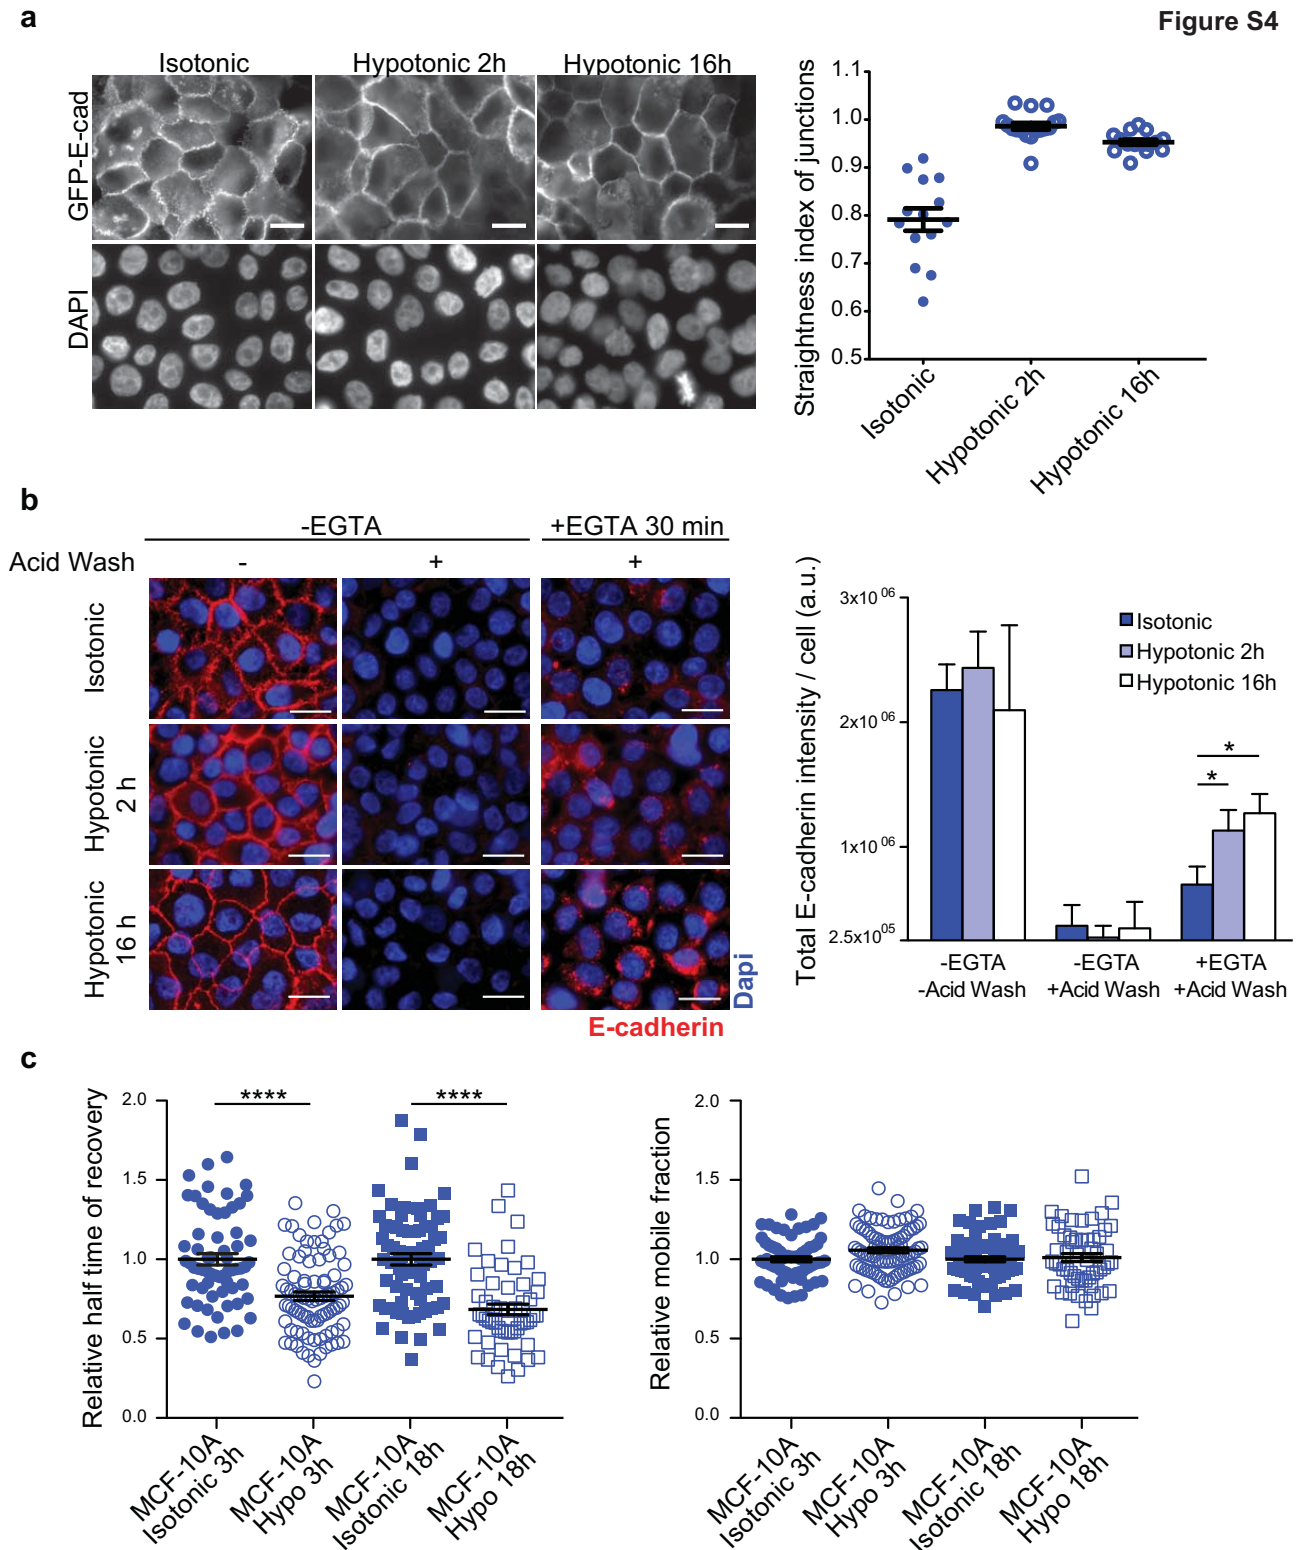 a
Figure S4
Isotonic
Hypotonic 2h
Hypotonic 16h
GFP-E-cad
DAPI
Straightness index of junctions
1.1
1.0
0.9
0.8
0.7
0.6
0.5
Isotonic
Hypotonic 2h
Hypotonic 16h
b
-EGTA
+EGTA 30 min
Acid Wash
-
+
+
Isotonic
Hypotonic
2 h
Hypotonic
16 h
Dapi
E-cadherin
Total E-cadherin intensity / cell (a.u.)
3x10 06
2x10 06
1x10 06
2.5x10 05
Isotonic
Hypotonic 2h
Hypotonic 16h
*
*
-EGTA
-Acid Wash
-EGTA
+Acid Wash
+EGTA
+Acid Wash
c
Relative half time of recovery
2.0
1.5
1.0
0.5
0.0
****
****
MCF-10A
Isotonic 3h
MCF-10A
Hypo 3h
MCF-10A
Isotonic 18h
MCF-10A
Hypo 18h
Relative mobile fraction
2.0
1.5
1.0
0.5
0.0
MCF-10A
Isotonic 3h
MCF-10A
Hypo 3h
MCF-10A
Isotonic 18h
MCF-10A
Hypo 18h